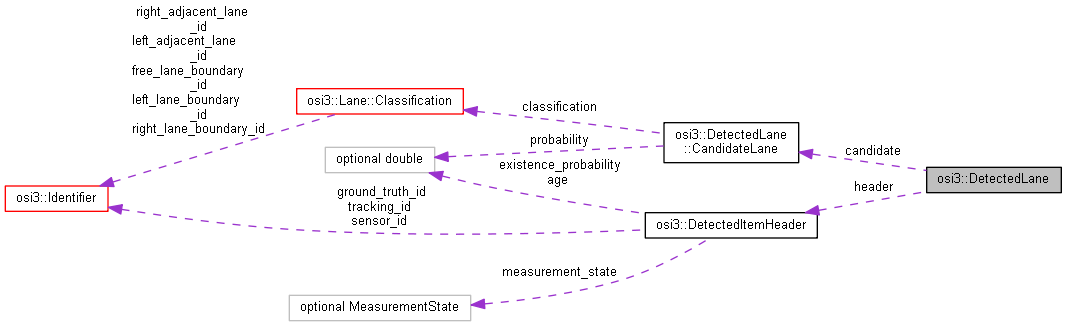 right_adjacent_lane
_id
left_adjacent_lane
_id
free_lane_boundary
_id
left_lane_boundary
_id
right_lane_boundary_id
osi3::Lane::Classification
classification
probability
optional double
existence_probability
age
osi3::DetectedLane
::CandidateLane
candidate
osi3::DetectedLane
header
osi3::Identifier
ground_truth_id
tracking_id
sensor_id
osi3::DetectedItemHeader
measurement_state
optional MeasurementState